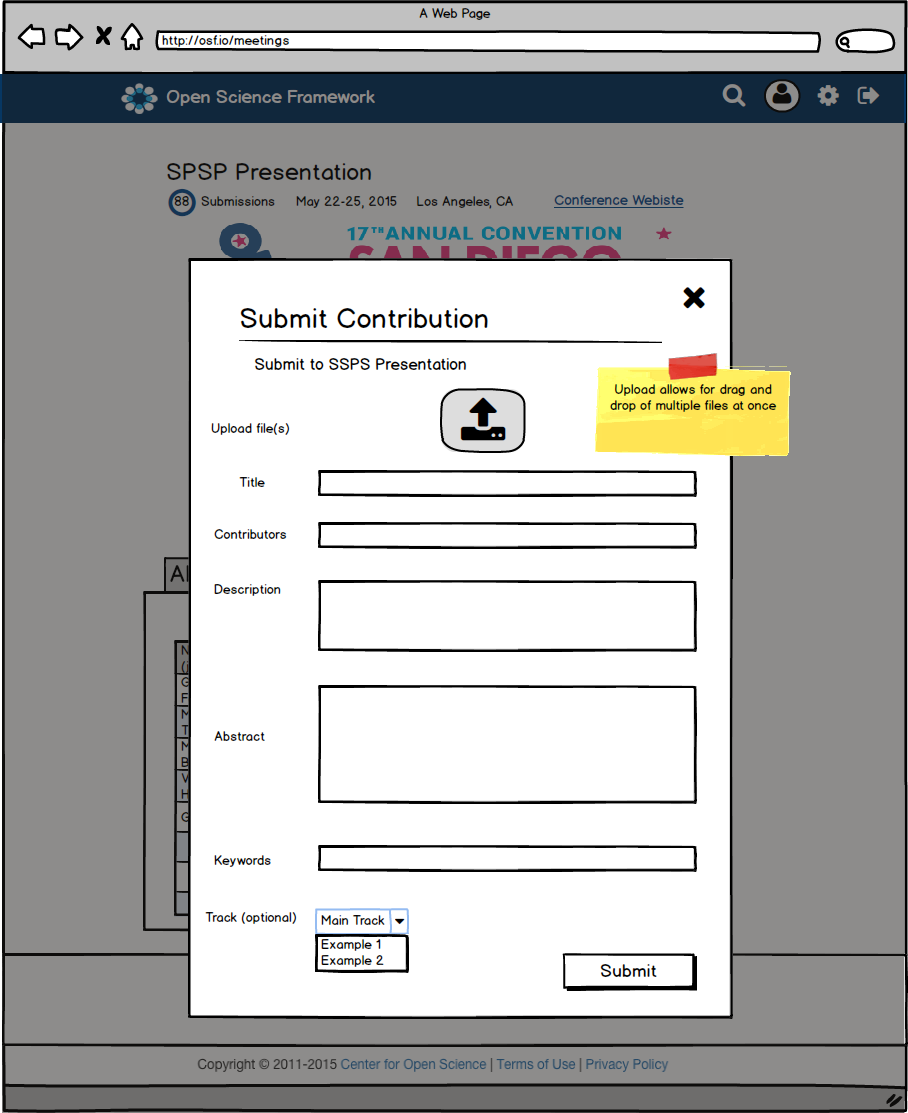 A Web Page
http://osf.io/meetings
Open Science Framework
SPSP Presentation
88 Submissions May 22-25, 2015 Los Angeles, CA Conference Webiste
17TH ANNUAL CONVENTION
SAN DIEGO
Submit Contribution
Submit to SSPS Presentation
Upload allows for drag and
drop of multiple files at once
Upload file(s)
Title
Contributors
Description
Abstract
Keywords
Track (optional) Main Track
Example 1
Example 2
Submit
Copyright © 2011-2015 Center for Open Science | Terms of Use | Privacy Policy